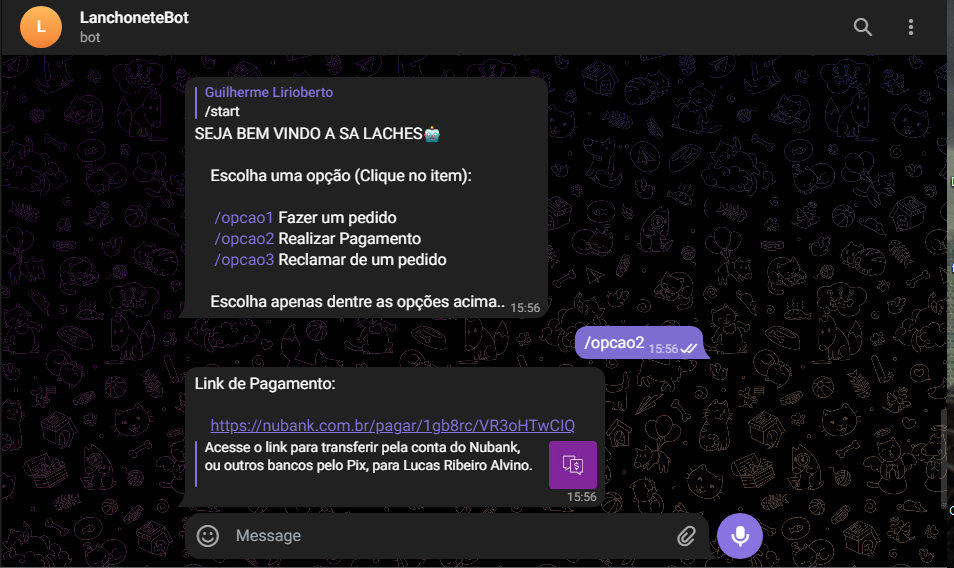 L
LanchoneteBot
bot
Guilherme Lirioberto
/start
SEJA BEM VINDO A SA LACHES🤖
Escolha uma opção (Clique no item):
/opcao1 Fazer um pedido
/opcao2 Realizar Pagamento
/opcao3 Reclamar de um pedido
Escolha apenas dentre as opções acima.. 15:56
/opcao2 15:56
Link de Pagamento:
https://nubank.com.br/pagar/1gb8rc/VR3oHTwCIQ
Acesse o link para transferir pela conta do Nubank,
ou outros bancos pelo Pix, para Lucas Ribeiro Alvino.
15:56
Message